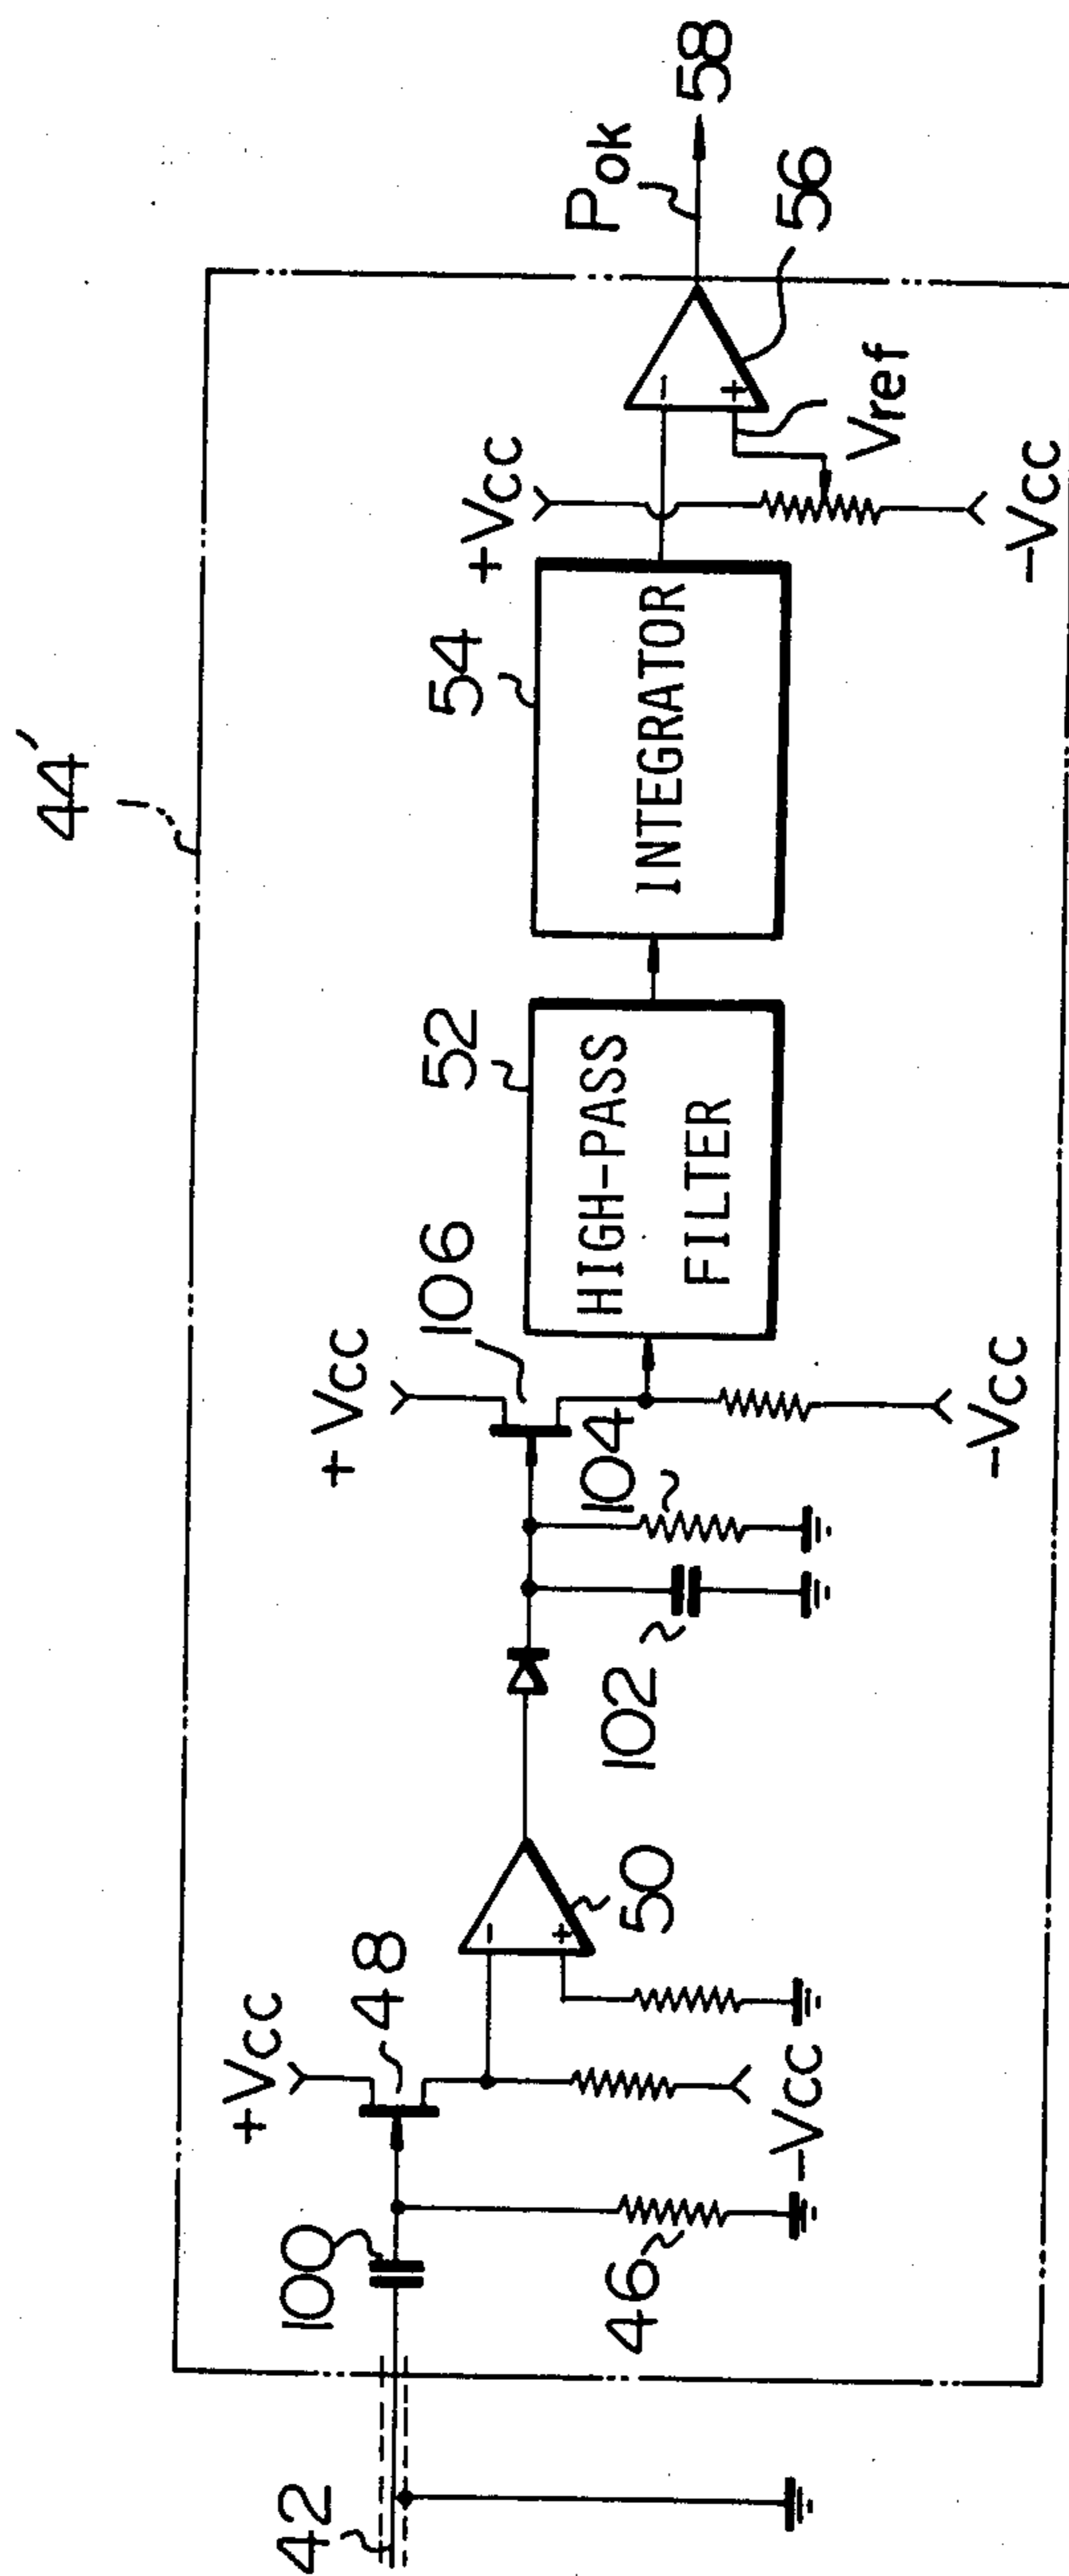 44'
42
100
+Vcc
48
46
-Vcc
50
102
104
+Vcc
106
-Vcc
52
HIGH-PASS
FILTER
54
INTEGRATOR
+Vcc
-Vcc
Vref
-
+
-
+
56
Pok
58